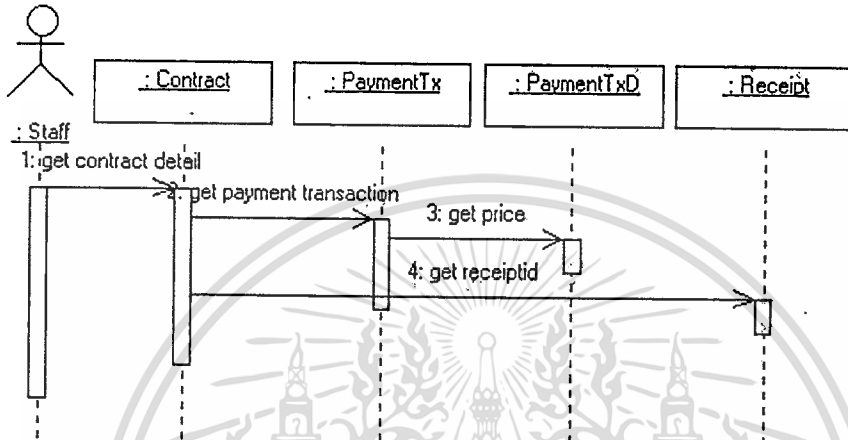 : Contract
: PaymentTx
: PaymentTxD
: Receipt
: Staff
1: get contract detail
2: get payment transaction
3: get price
4: get receiptid